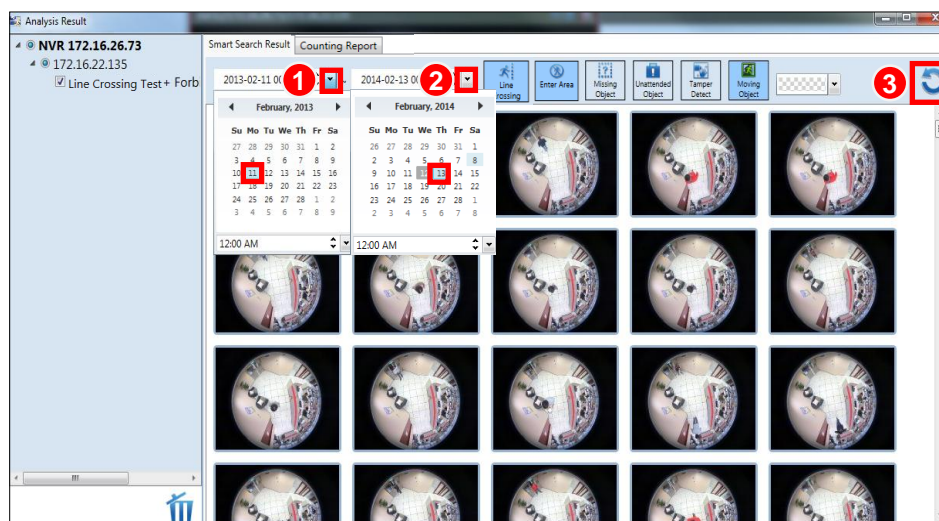 Analysis Result
NVR 172.16.26.73
172.16.22.135
Line Crossing Test+ Forb
Smart Search Result
Counting Report
2013-02-11 00
1
2014-02-13 00
2
Line
Crossing
Enter Area
Missing
Object
Unattended
Object
Tamper
Detect
Moving
Object
3
February, 2013
Su Mo Tu We Th Fr Sa
27 28 29 30 31 1 2
3 4 5 6 7 8 9
10 11 12 13 14 15 16
17 18 19 20 21 22 23
24 25 26 27 28 1 2
3 4 5 6 7 8 9
12:00 AM
February, 2014
Su Mo Tu We Th Fr Sa
26 27 28 29 30 31 1
2 3 4 5 6 7 8
9 10 11 12 13 14 15
16 17 18 19 20 21 22
23 24 25 26 27 28 1
2 3 4 5 6 7 8
12:00 AM